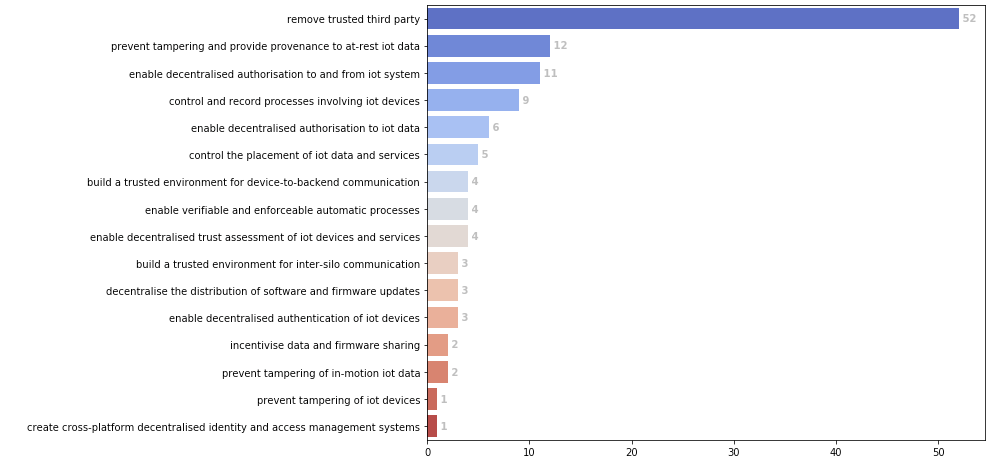 remove trusted third party 52
prevent tampering and provide provenance to at-rest iot data 12
enable decentralised authorisation to and from iot system 11
control and record processes involving iot devices 9
enable decentralised authorisation to iot data 6
control the placement of iot data and services 5
build a trusted environment for device-to-backend communication 4
enable verifiable and enforceable automatic processes 4
enable decentralised trust assessment of iot devices and services 4
build a trusted environment for inter-silo communication 3
decentralise the distribution of software and firmware updates 3
enable decentralised authentication of iot devices 3
incentivise data and firmware sharing 2
prevent tampering of in-motion iot data 2
prevent tampering of iot devices 1
create cross-platform decentralised identity and access management systems 1
0 10 20 30 40 50